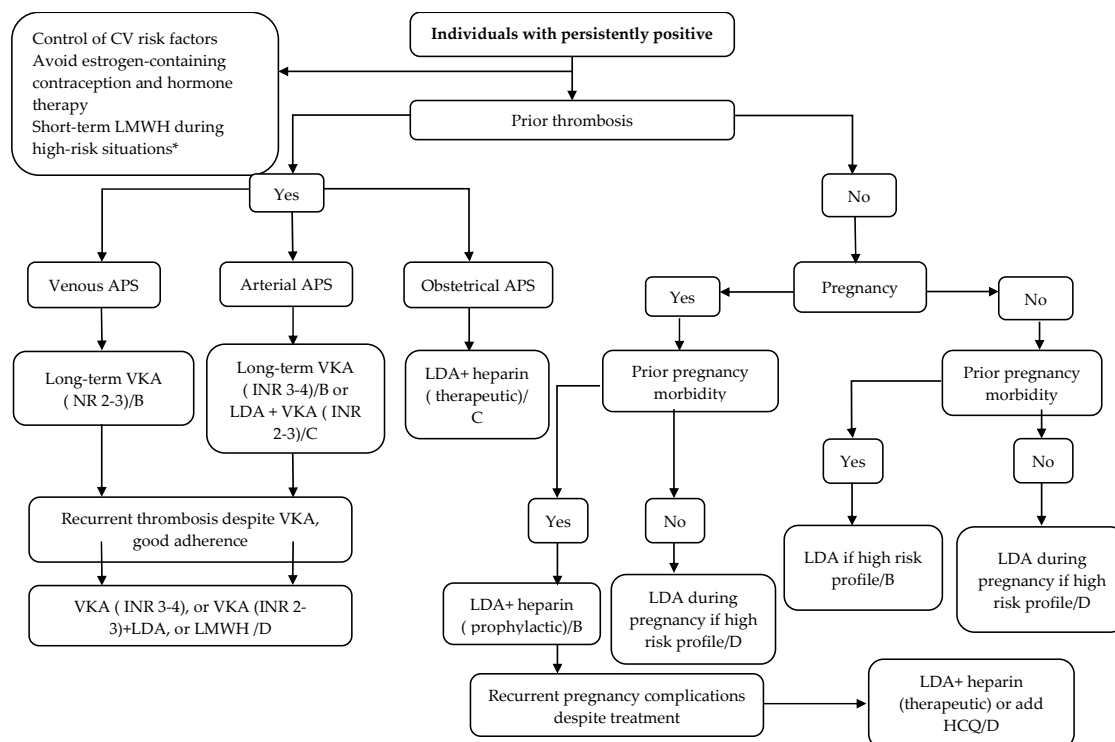 Control of CV risk factors
Avoid estrogen-containing
contraception and hormone
therapy
Short-term LMWH during
high-risk situations*
Individuals with persistently positive
Prior thrombosis
Yes
No
Venous APS
Arterial APS
Obstetrical APS
Yes
Pregnancy
No
Long-term VKA
( NR 2-3)/B
Long-term VKA
( INR 3-4)/B or
LDA + VKA ( INR
2-3)/C
LDA+ heparin
( therapeutic)/
C
Prior pregnancy
morbidity
Prior pregnancy
morbidity
Yes
No
Yes
No
Recurrent thrombosis despite VKA,
good adherence
LDA if high risk
profile/B
LDA during
pregnancy if high
risk profile/D
VKA ( INR 3-4), or VKA (INR 2-
3)+LDA, or LMWH /D
LDA+ heparin
( prophylactic)/B
LDA during
pregnancy if high
risk profile/D
Recurrent pregnancy complications
despite treatment
LDA+ heparin
(therapeutic) or add
HCQ/D